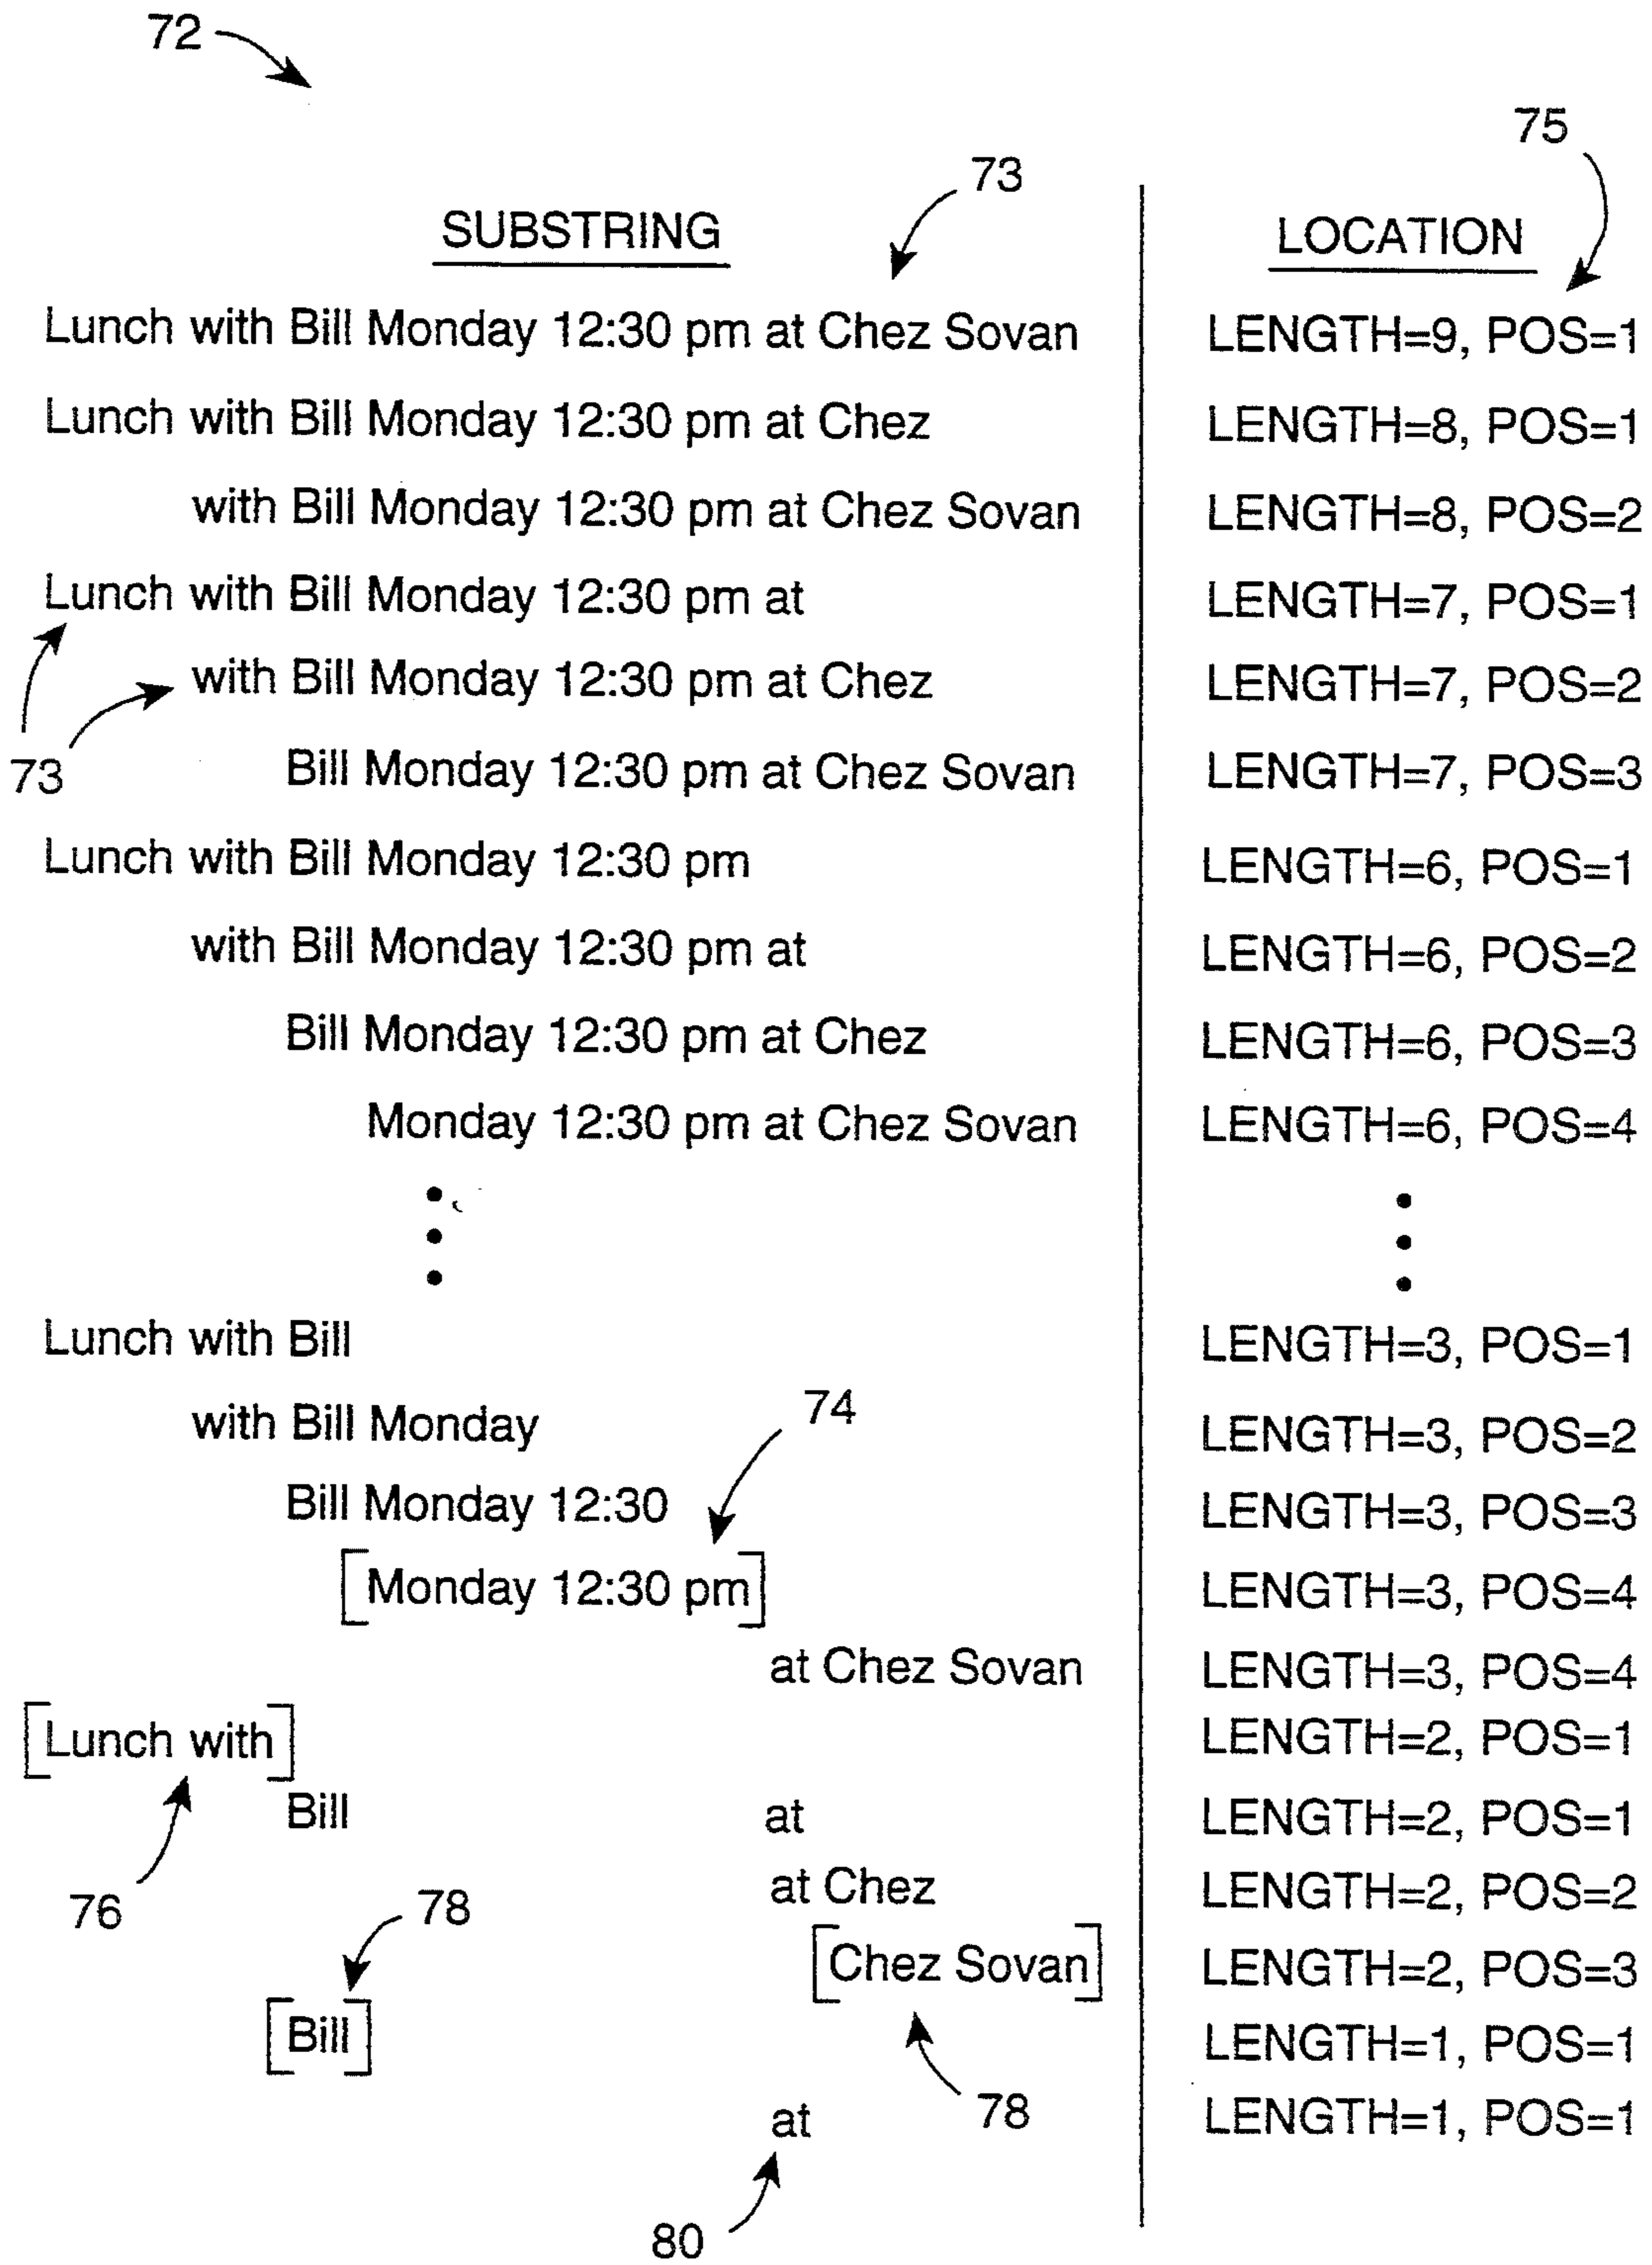 72
75
73
SUBSTRING LOCATION
Lunch with Bill Monday 12:30 pm at Chez Sovan LENGTH=9, POS=1
Lunch with Bill Monday 12:30 pm at Chez LENGTH=8, POS=1
with Bill Monday 12:30 pm at Chez Sovan LENGTH=8, POS=2
Lunch with Bill Monday 12:30 pm at LENGTH=7, POS=1
with Bill Monday 12:30 pm at Chez LENGTH=7, POS=2
73 Bill Monday 12:30 pm at Chez Sovan LENGTH=7, POS=3
Lunch with Bill Monday 12:30 pm LENGTH=6, POS=1
with Bill Monday 12:30 pm at LENGTH=6, POS=2
Bill Monday 12:30 pm at Chez LENGTH=6, POS=3
Monday 12:30 pm at Chez Sovan LENGTH=6, POS=4
Lunch with Bill LENGTH=3, POS=1
74
with Bill Monday LENGTH=3, POS=2
Bill Monday 12:30 LENGTH=3, POS=3
[Monday 12:30 pm] LENGTH=3, POS=4
at Chez Sovan LENGTH=3, POS=4
[Lunch with] LENGTH=2, POS=1
Bill at LENGTH=2, POS=1
at Chez LENGTH=2, POS=2
76 78
[Chez Sovan] LENGTH=2, POS=3
[Bill] LENGTH=1, POS=1
78
at LENGTH=1, POS=1
80